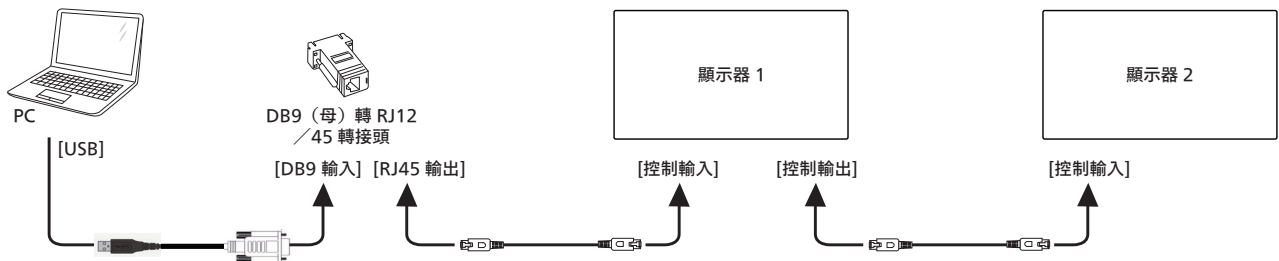 PC
[USB]
DB9（母）轉 RJ12
／45 轉接頭
[DB9 輸入]
[RJ45 輸出]
顯示器 1
[控制輸入]
[控制輸出]
顯示器 2
[控制輸入]